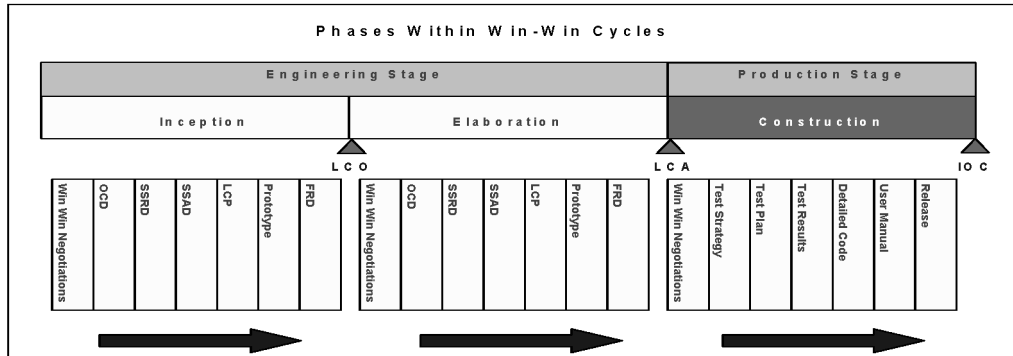 Phases Within Win-Win Cycles
Engineering Stage
Production Stage
Inception
Elaboration
Construction
LCO
LCA
IOC
Win Win Negotiations
OCD
SSRD
SSAD
LCP
Prototype
FRD
Win Win Negotiations
OCD
SSRD
SSAD
LCP
Prototype
FRD
Win Win Negotiations
Test Strategy
Test Plan
Test Results
Detailed Code
User Manual
Release